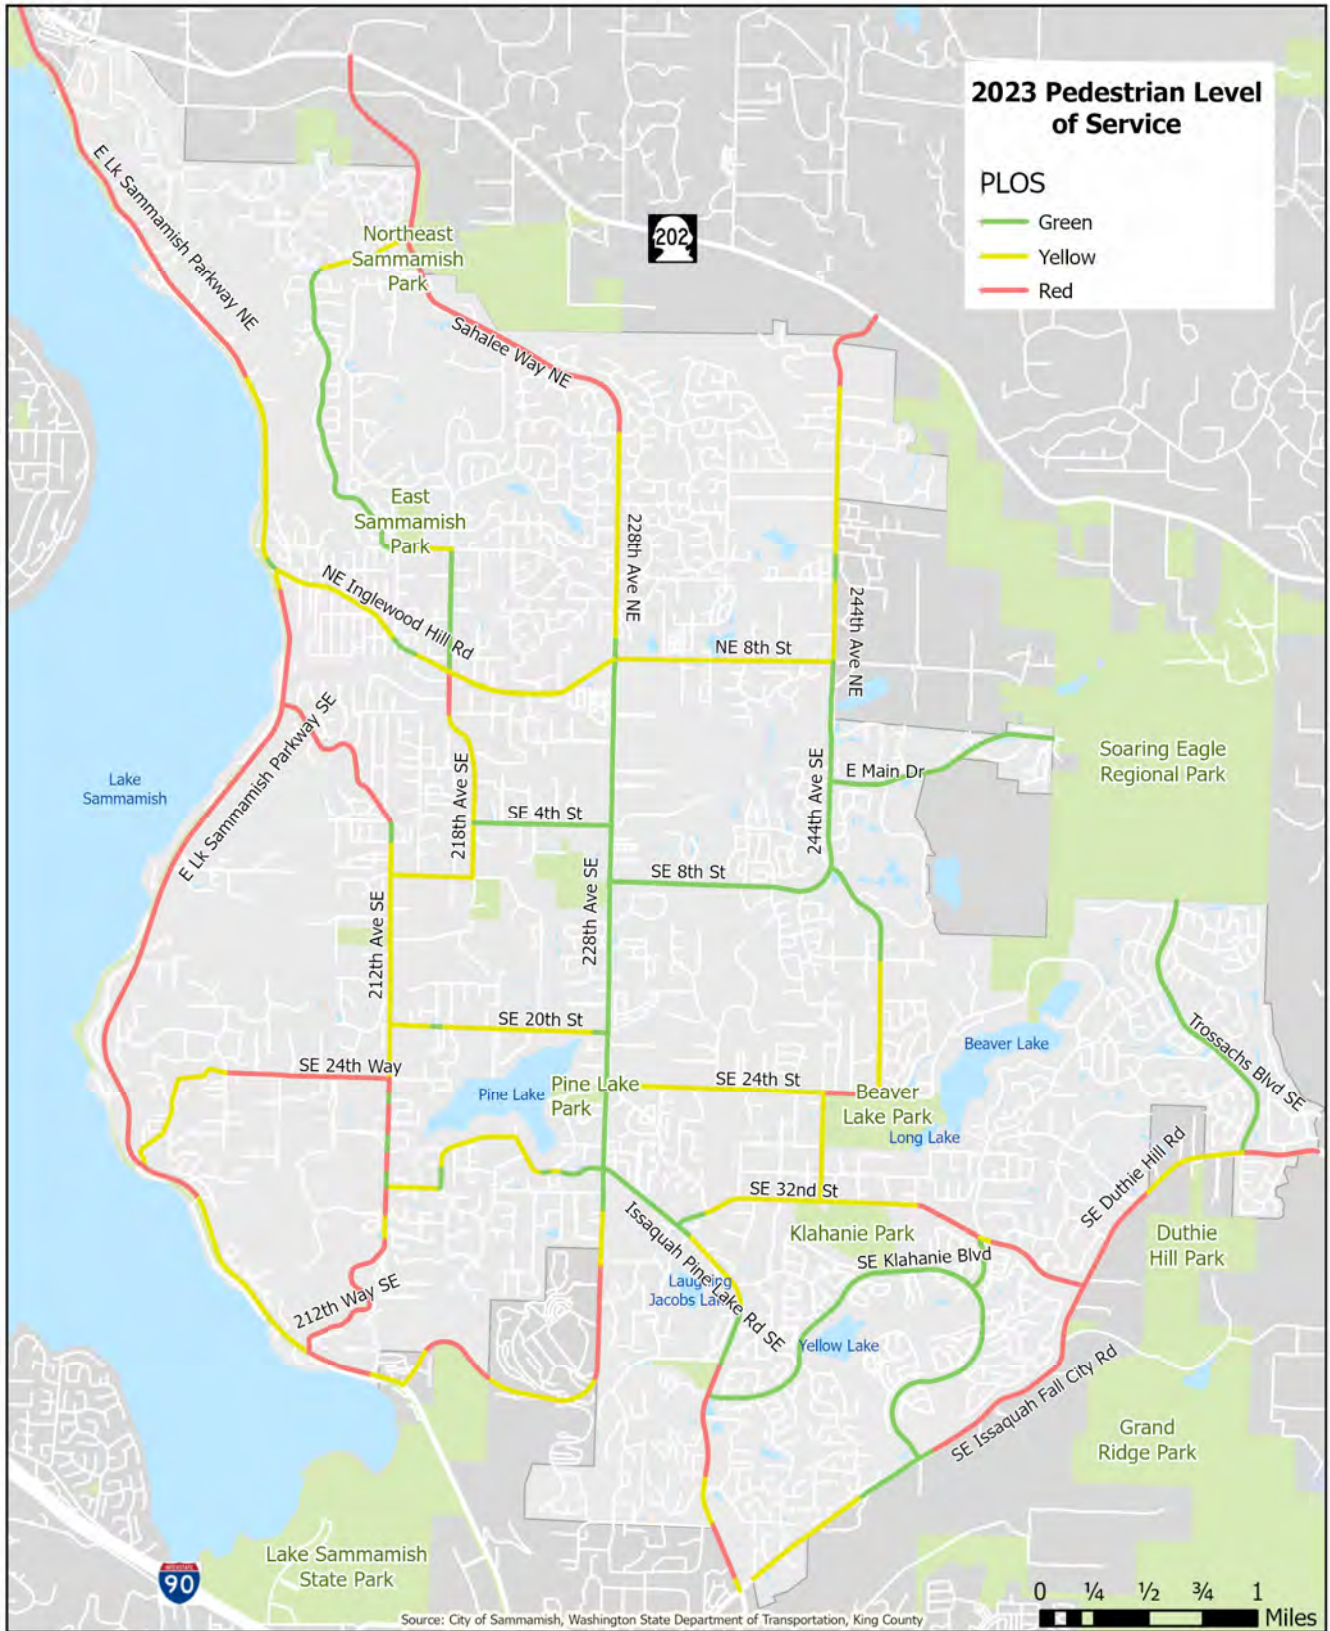 2023 Pedestrian Level
of Service
PLOS
Green
Yellow
Red
E Lk Sammamish Parkway NE
Northeast
Sammamish
Park
202
Sahalee Way NE
East
Sammamish
Park
228th Ave NE
NE Inglewood Hill Rd
NE 8th St
244th Ave NE
E Lk Sammamish Parkway SE
Lake
Sammamish
218th Ave SE
SE 4th St
244th Ave SE
E Main Dr
Soaring Eagle
Regional Park
SE 8th St
228th Ave SE
212th Ave SE
SE 20th St
Trossachs Blvd SE
Beaver Lake
SE 24th Way
Pine Lake
Pine Lake
Park
SE 24th St
Beaver
Lake Park
Long Lake
SE Duthie Hill Rd
SE 32nd St
Issaquah Pine Lake Rd SE
Klahanie Park
Duthie
Hill Park
SE Klahanie Blvd
Laughing
Jacobs Lake
212th Way SE
Yellow Lake
SE Issaquah Fall City Rd
Grand
Ridge Park
Lake Sammamish
State Park
90
0 ¼ ½ ¾ 1
Miles
Source: City of Sammamish, Washington State Department of Transportation, King County